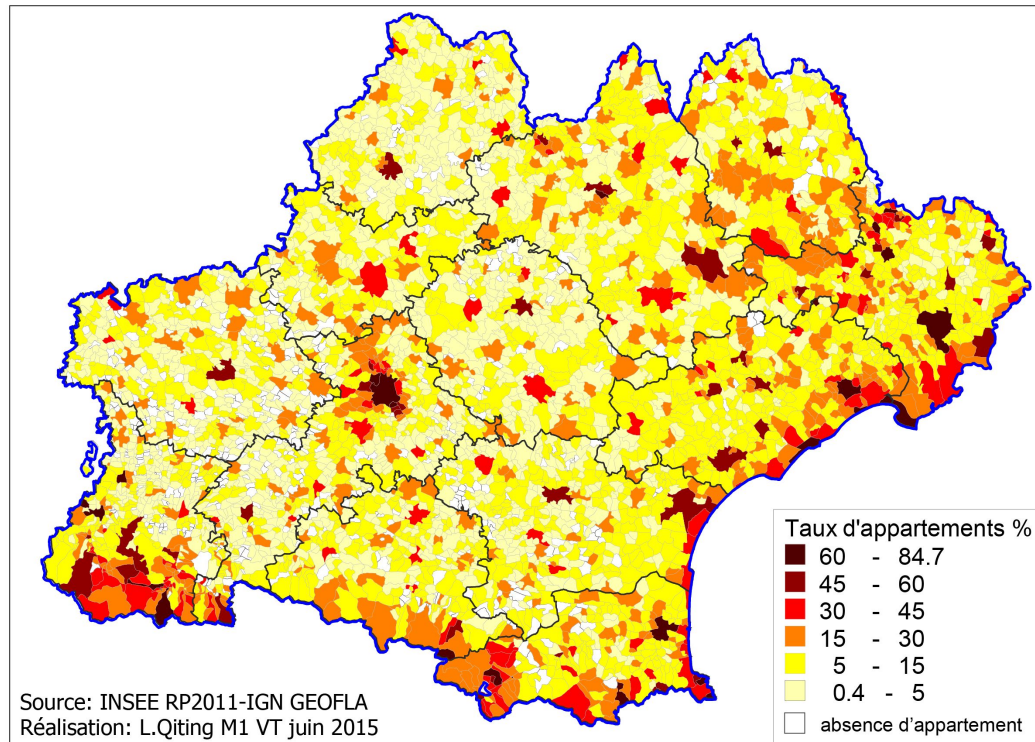 Taux d'appartements %
60 - 84.7
45 - 60
30 - 45
15 - 30
5 - 15
0.4 - 5
absence d'appartement
Source: INSEE RP2011-IGN GEOFLA
Réalisation: L.Qiting M1 VT juin 2015